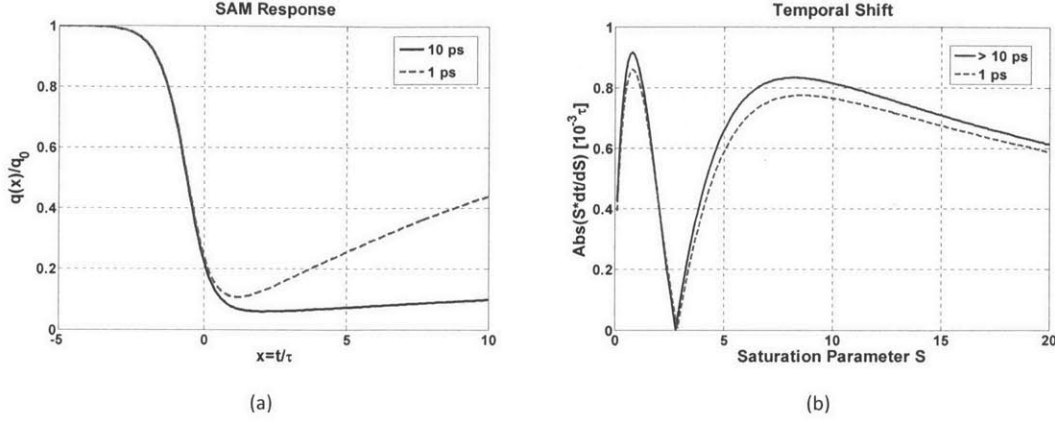 SAM Response
1
0.8
0.6
0.4
0.2
0
-5
0
5
10
q(x)/q0
x=t/τ
10 ps
1 ps
(a)
Temporal Shift
1
0.8
0.6
0.4
0.2
0
0
5
10
15
20
Abs(S*dt/dS) [10-3τ]
Saturation Parameter S
> 10 ps
1 ps
(b)